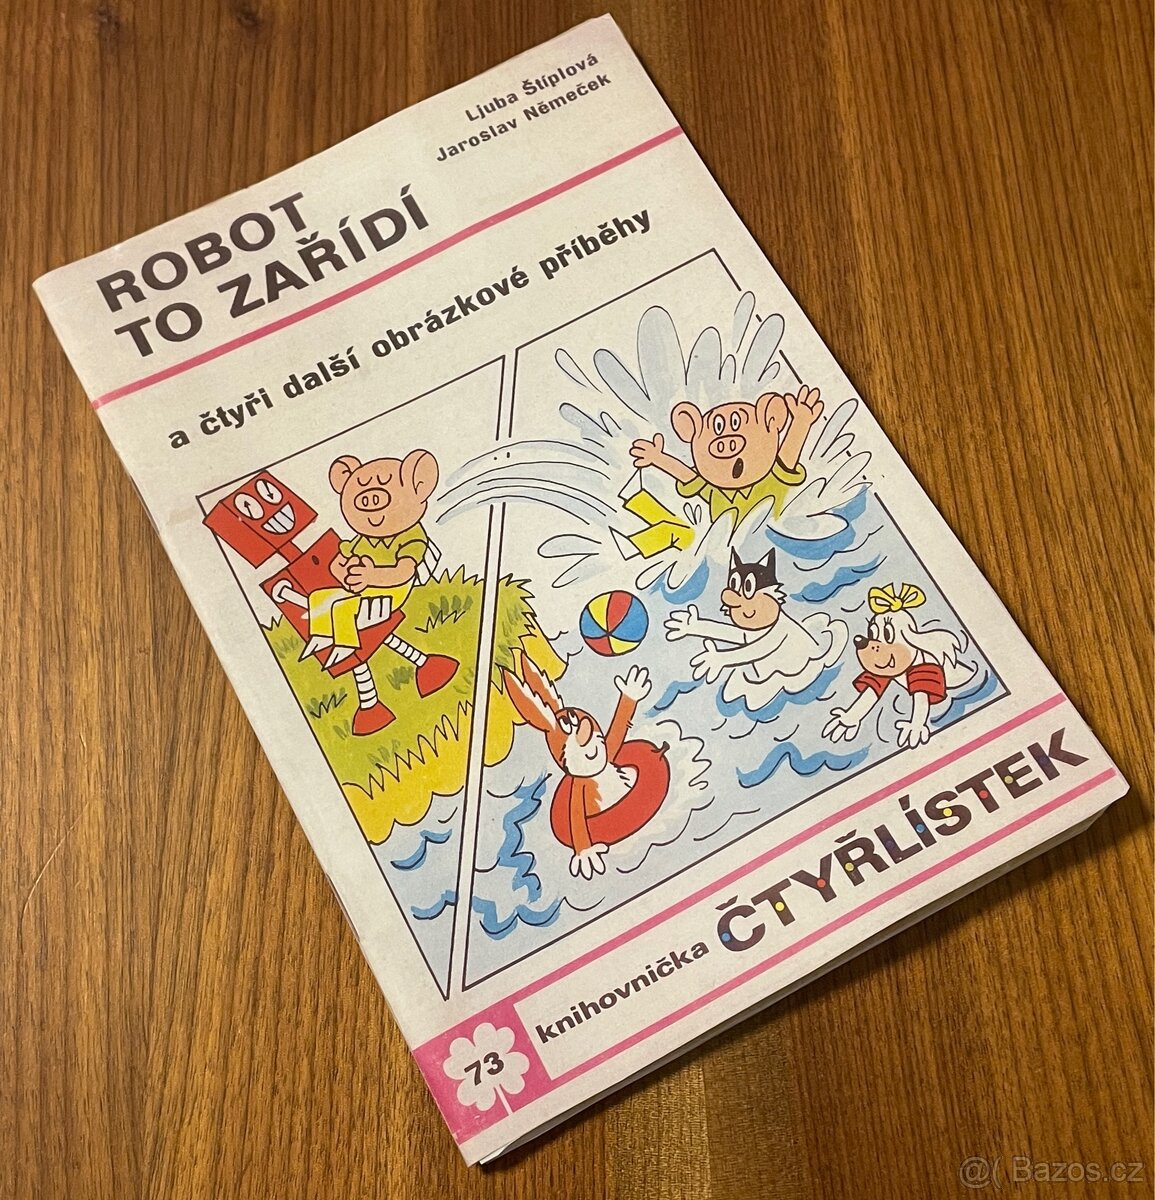 Ljuba Štíplová
Jaroslav Němeček
ROBOT
TO ZAŘÍDÍ
a čtyři další obrázkové příběhy
knihovnička ČTYŘLÍSTEK
73
@( Bazos.cz